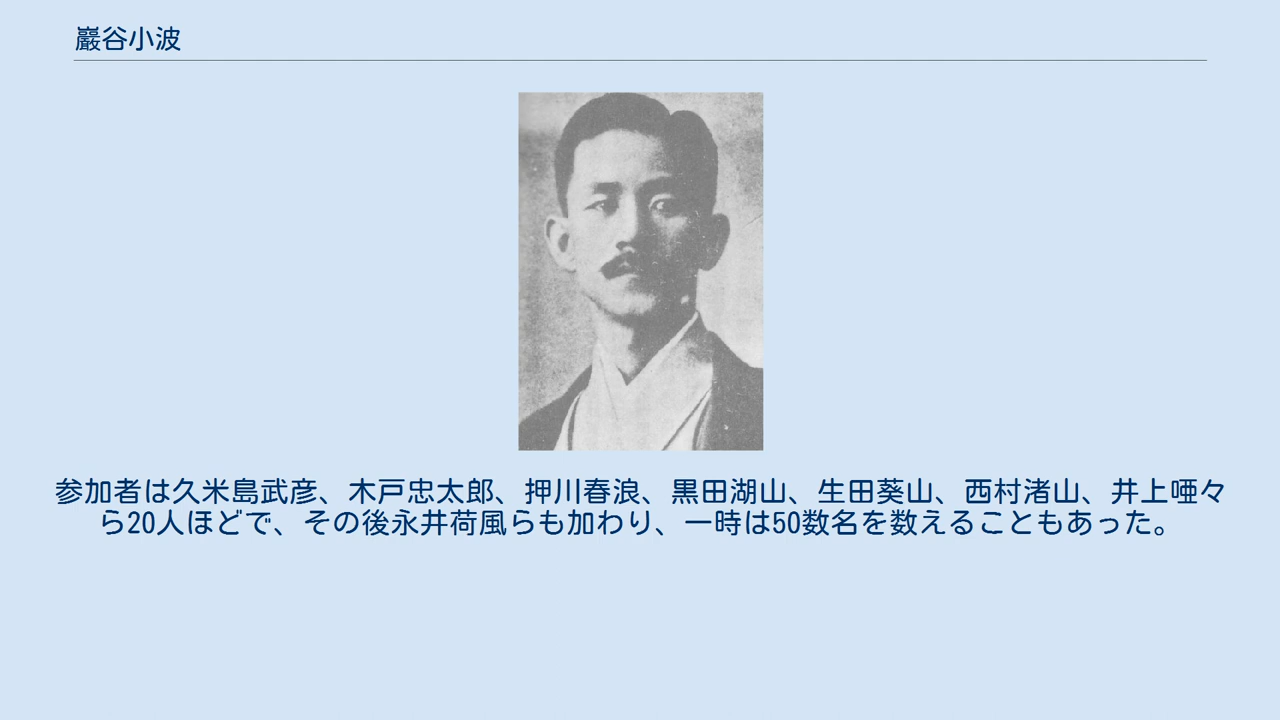 巖谷小波
参加者は久米島武彦、木戸忠太郎、押川春浪、黒田湖山、生田葵山、西村渚山、井上唖々
ら20人ほどで、その後永井荷風らも加わり、一時は50数名を数えることもあった。